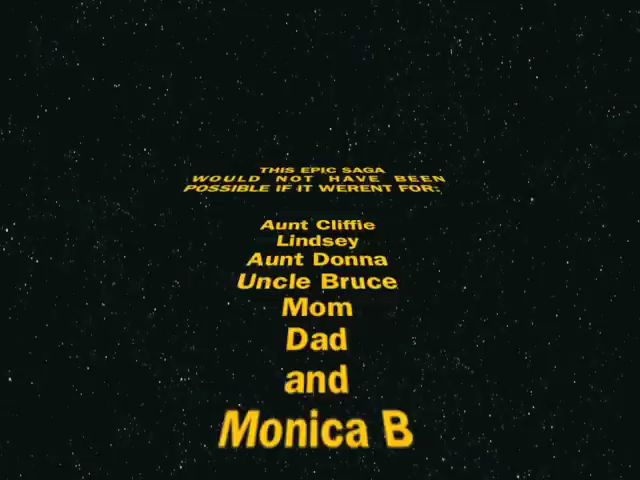 THIS EPIC SAGA
WOULD NOT HAVE BEEN
POSSIBLE IF IT WERENT FOR:
Aunt Cliffie
Lindsey
Aunt Donna
Uncle Bruce
Mom
Dad
and
Monica B